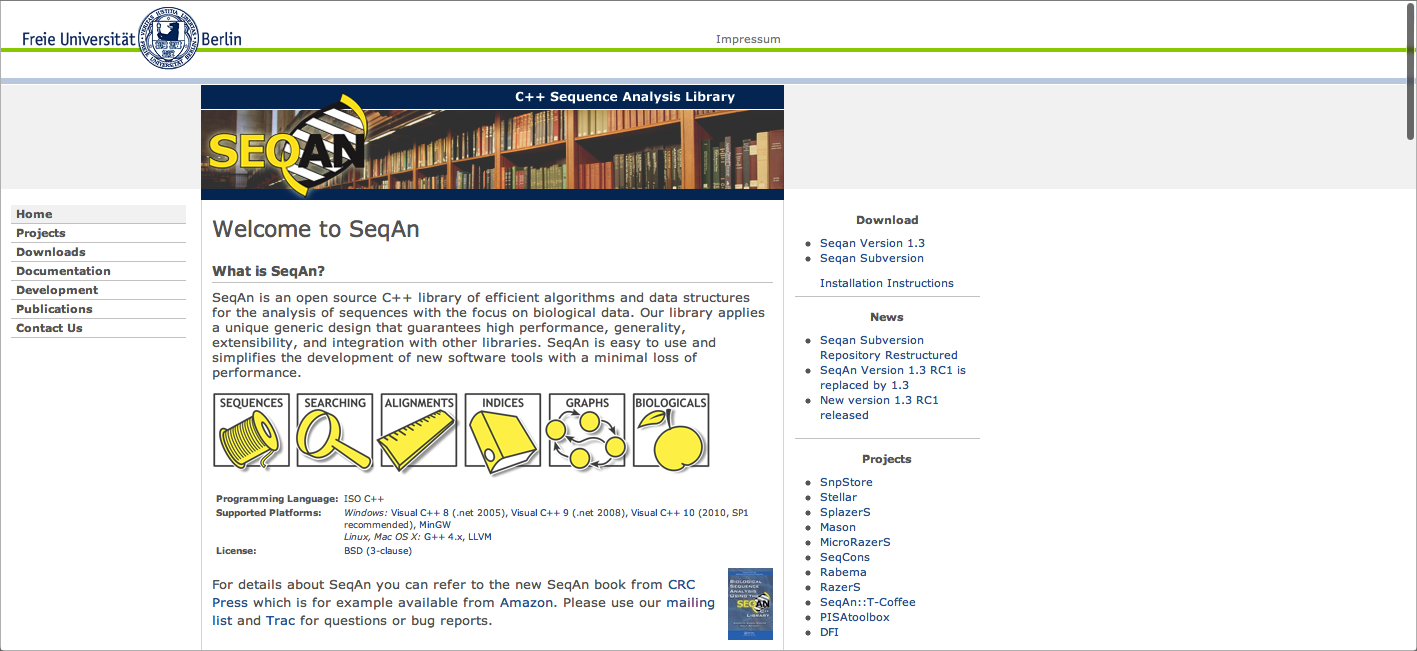 Freie Universität Berlin
Impressum
C++ Sequence Analysis Library
SEQAN
Home
Projects
Downloads
Documentation
Development
Publications
Contact Us
Welcome to SeqAn
What is SeqAn?
SeqAn is an open source C++ library of efficient algorithms and data structures
for the analysis of sequences with the focus on biological data. Our library applies
a unique generic design that guarantees high performance, generality,
extensibility, and integration with other libraries. SeqAn is easy to use and
simplifies the development of new software tools with a minimal loss of
performance.
SEQUENCES SEARCHING ALIGNMENTS INDICES GRAPHS BIOLOGICALS
Programming Language: ISO C++
Supported Platforms: Windows: Visual C++ 8 (.net 2005), Visual C++ 9 (.net 2008), Visual C++ 10 (2010, SP1
recommended), MinGW
Linux, Mac OS X: G++ 4.x, LLVM
License: BSD (3-clause)
For details about SeqAn you can refer to the new SeqAn book from CRC
Press which is for example available from Amazon. Please use our mailing
list and Trac for questions or bug reports.
BIOLOGICAL
SEQUENCE
ANALYSIS
USING THE
SEQAN
C++
LIBRARY
Download
Seqan Version 1.3
Seqan Subversion
Installation Instructions
News
Seqan Subversion
Repository Restructured
SeqAn Version 1.3 RC1 is
replaced by 1.3
New version 1.3 RC1
released
Projects
SnpStore
Stellar
SplazerS
Mason
MicroRazerS
SeqCons
Rabema
RazerS
SeqAn::T-Coffee
PISAtoolbox
DFI